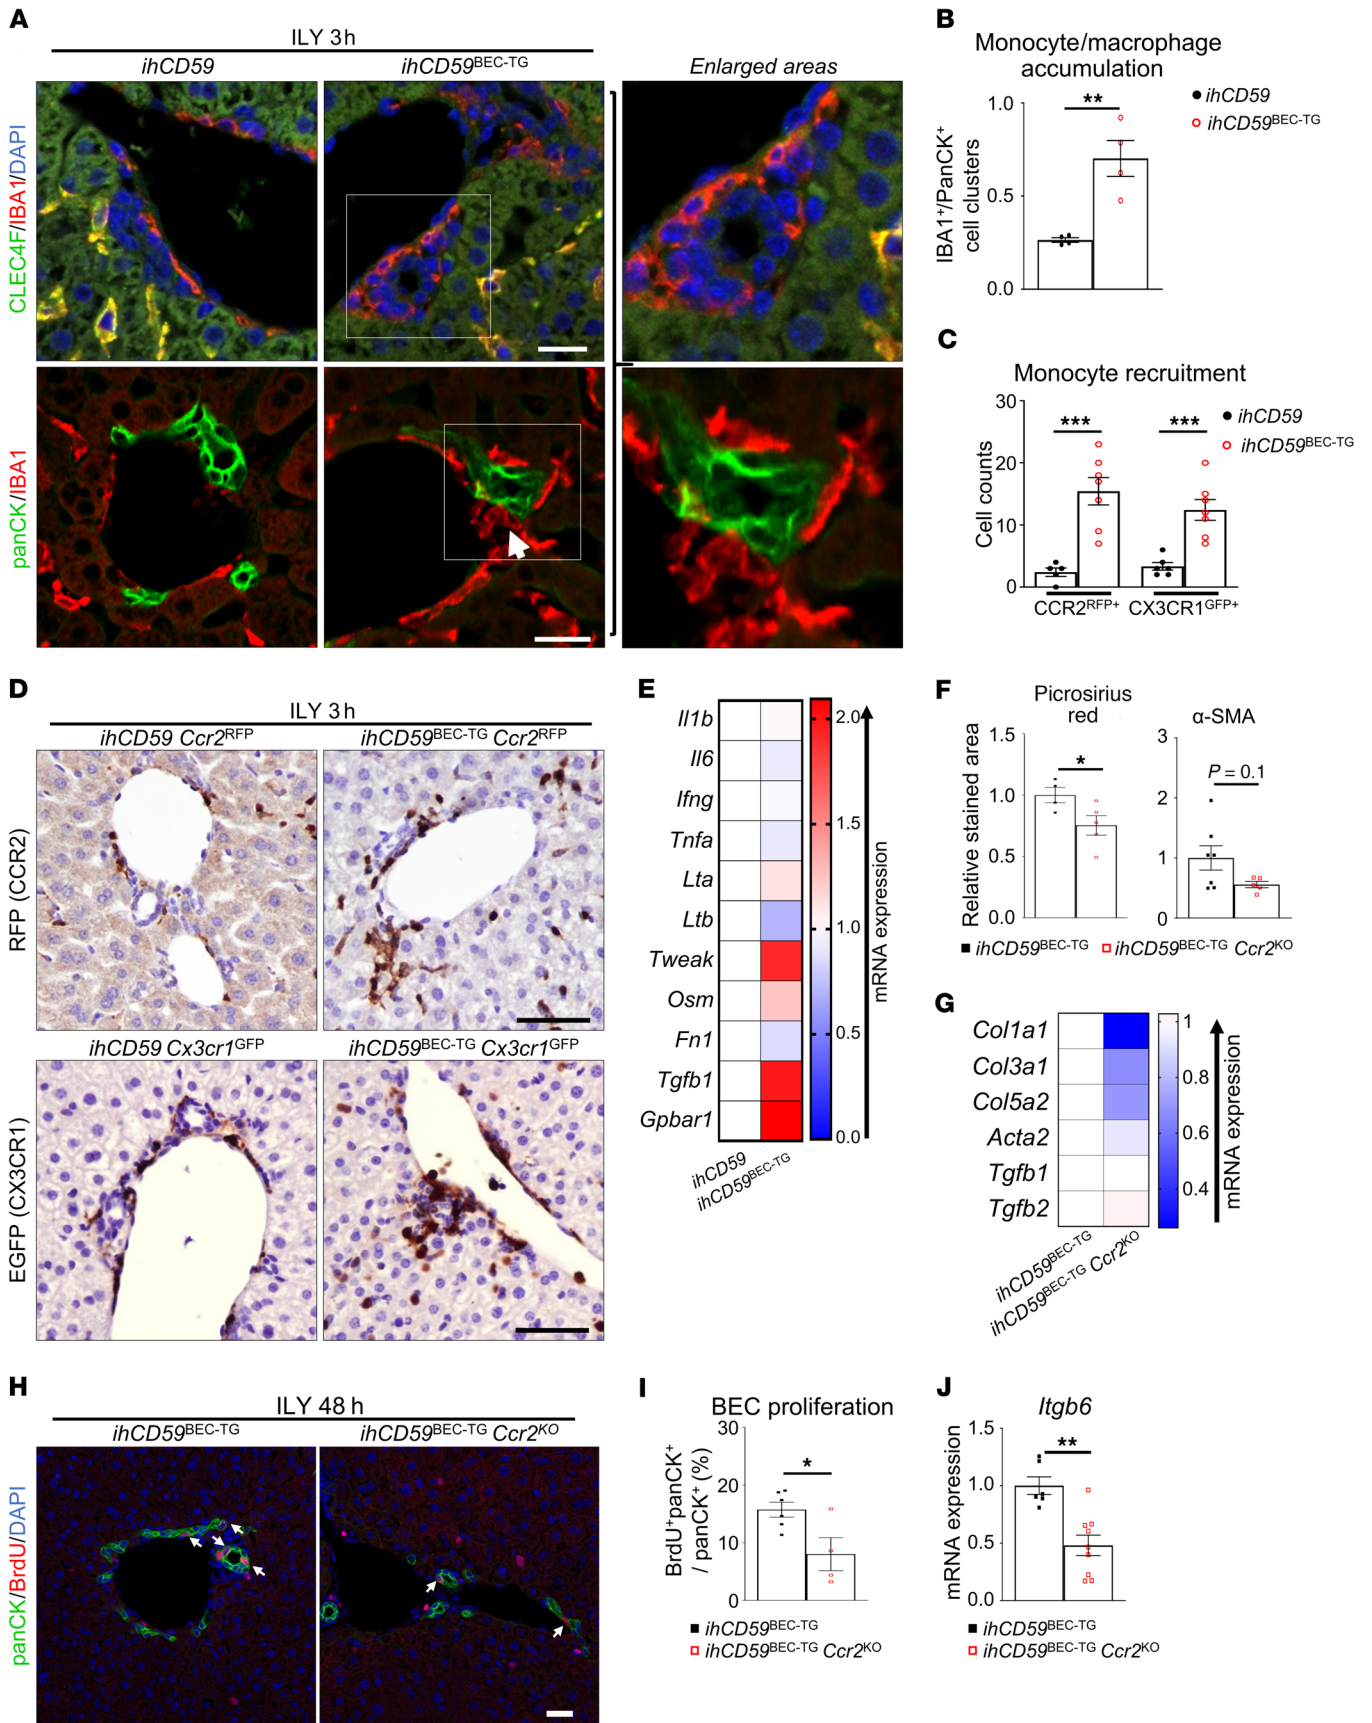 A
ILY 3h
ihCD59
ihCD59BEC-TG
Enlarged areas
CLEC4F/IBA1/DAPI
panCK/IBA1
B
Monocyte/macrophage
accumulation
IBA1+/PanCK+
cell clusters
1.0
0.5
0.0
**
ihCD59
ihCD59BEC-TG
C
Monocyte recruitment
Cell counts
30
20
10
0
***
***
ihCD59
ihCD59BEC-TG
CCR2RFP+
CX3CR1GFP+
D
ILY 3h
ihCD59 Ccr2RFP
ihCD59BEC-TG Ccr2RFP
RFP (CCR2)
ihCD59 Cx3cr1GFP
ihCD59BEC-TG Cx3cr1GFP
EGFP (CX3CR1)
E
Il1b
Il6
Ifng
Tnfa
Lta
Ltb
Tweak
Osm
Fn1
Tgfb1
Gpbar1
ihCD59
ihCD59BEC-TG
2.0
1.5
1.0
0.5
0.0
mRNA expression
F
Picrosirius
red
Relative stained area
1.5
1.0
0.5
0.0
*
α-SMA
3
2
1
0
P = 0.1
ihCD59BEC-TG
ihCD59BEC-TG Ccr2KO
G
Col1a1
Col3a1
Col5a2
Acta2
Tgfb1
Tgfb2
ihCD59BEC-TG
ihCD59BEC-TG Ccr2KO
1
0.8
0.6
0.4
mRNA expression
H
ILY 48 h
ihCD59BEC-TG
ihCD59BEC-TG Ccr2KO
panCK/BrdU/DAPI
I
BEC proliferation
BrdU+panCK+
/ panCK+ (%)
30
20
10
0
*
ihCD59BEC-TG
ihCD59BEC-TG Ccr2KO
J
Itgb6
mRNA expression
1.5
1.0
0.5
0.0
**
ihCD59BEC-TG
ihCD59BEC-TG Ccr2KO